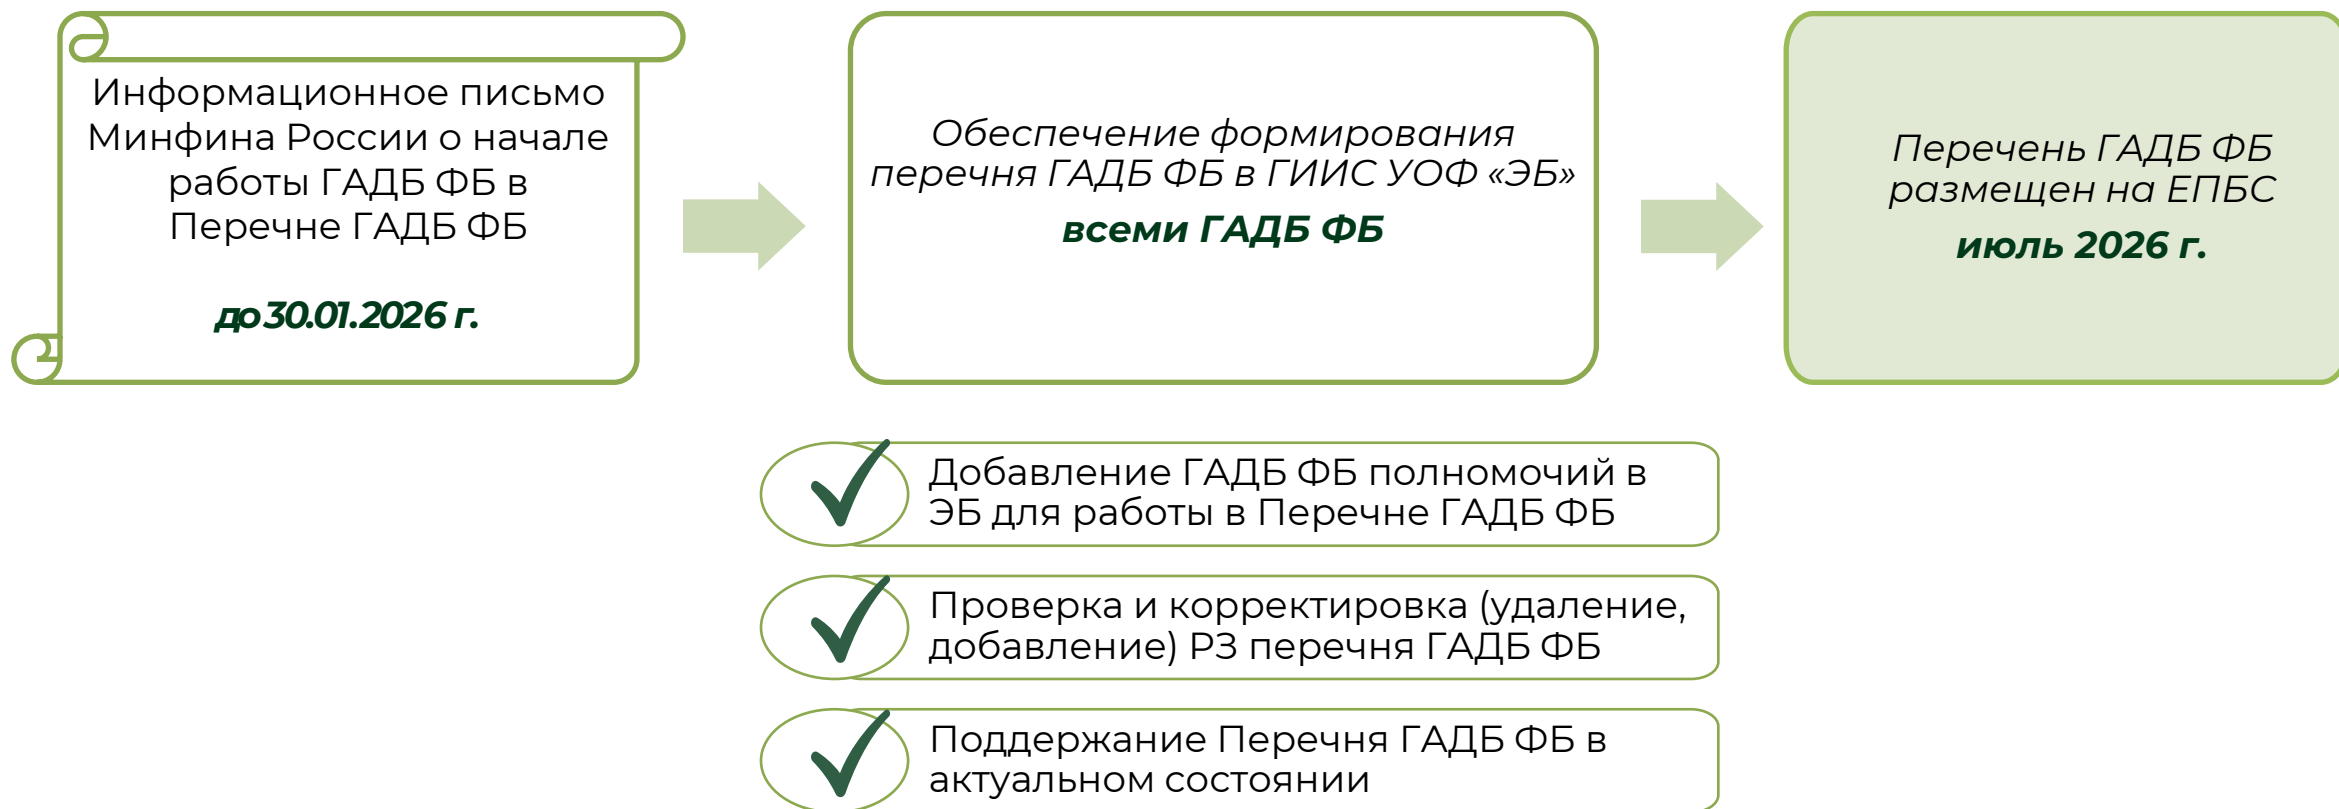 Информационное письмо
Минфина России о начале
работы ГАДБ ФБ в
Перечне ГАДБ ФБ
до 30.01.2026 г.
Обеспечение формирования
перечня ГАДБ ФБ в ГИИС УОФ «ЭБ»
всеми ГАДБ ФБ
Перечень ГАДБ ФБ
размещен на ЕПБС
июль 2026 г.
Добавление ГАДБ ФБ полномочий в
ЭБ для работы в Перечне ГАДБ ФБ
Проверка и корректировка (удаление,
добавление) РЗ перечня ГАДБ ФБ
Поддержание Перечня ГАДБ ФБ в
актуальном состоянии